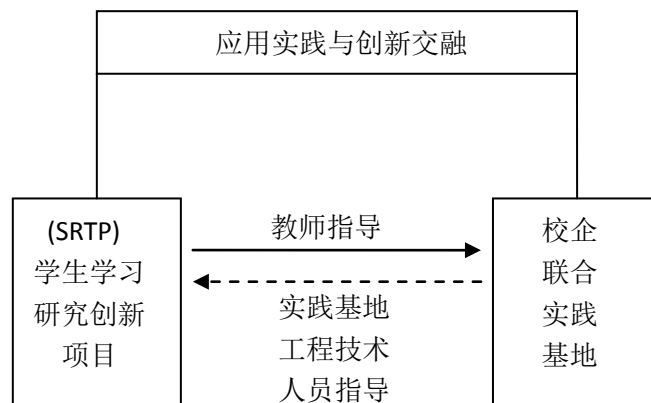 应用实践与创新交融
(SRTP)
学生学习
研究创新
项目
教师指导
实践基地
工程技术
人员指导
校企
联合
实践
基地